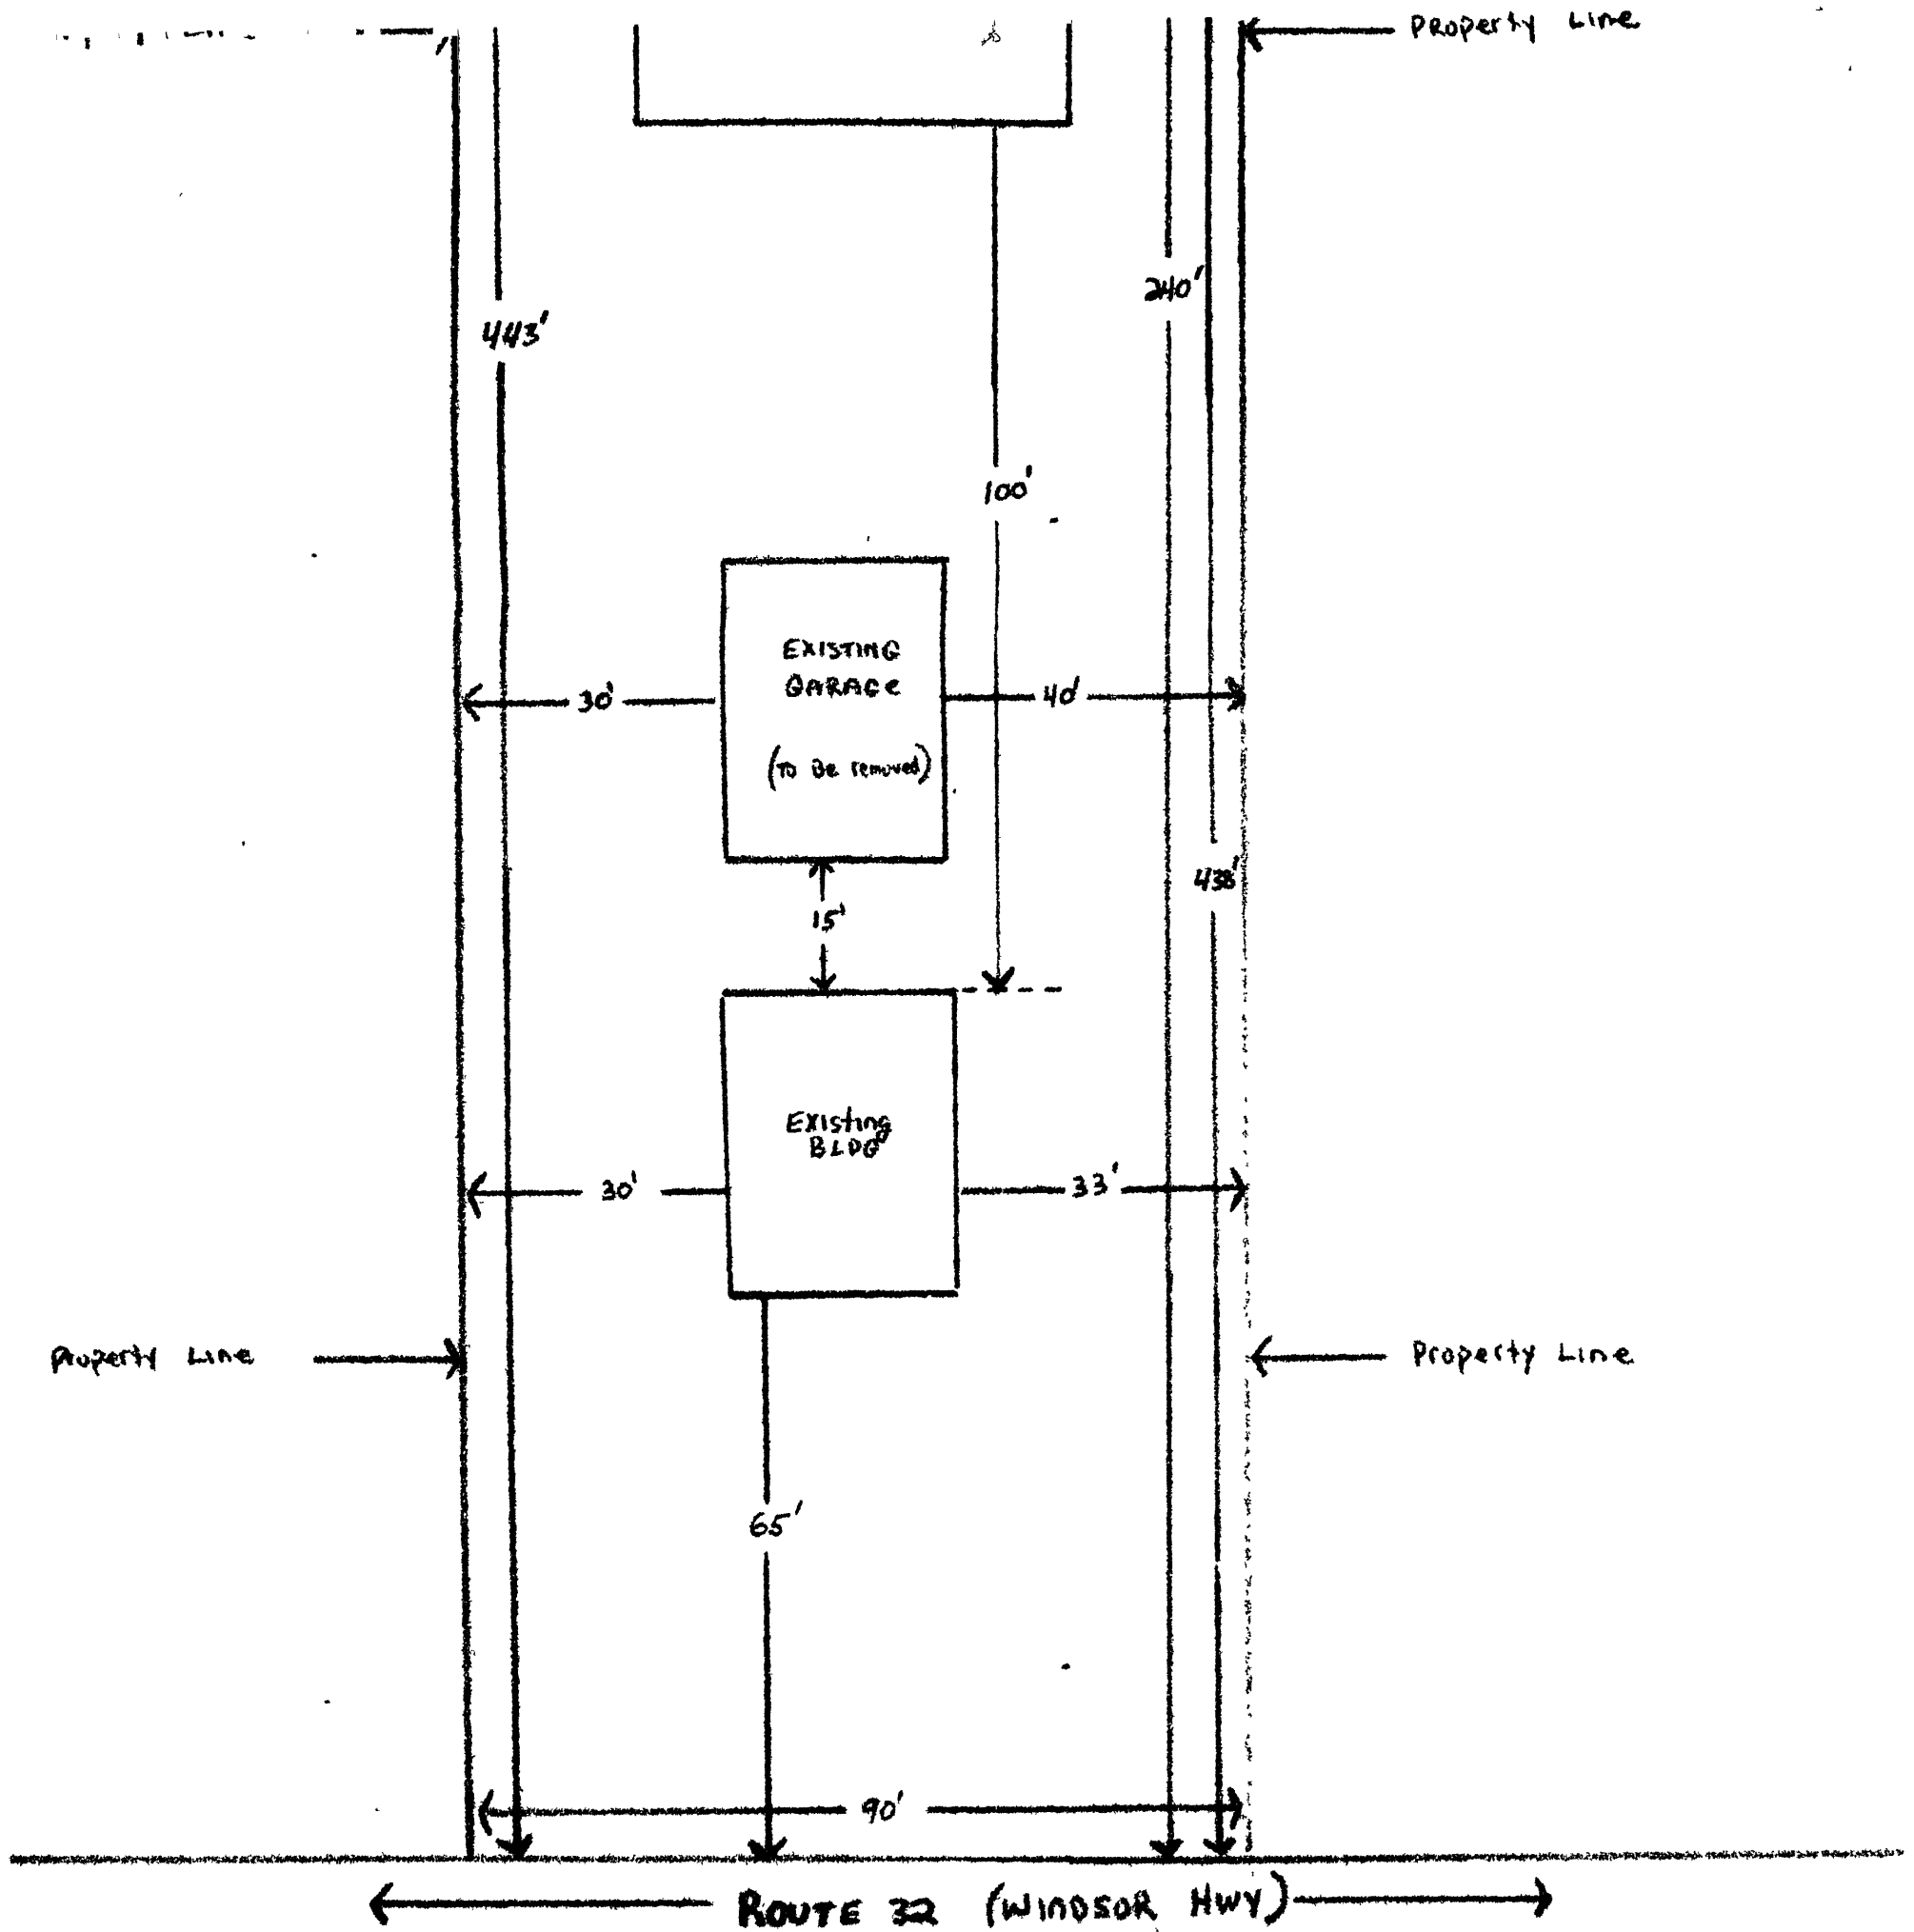 Property Line
240'
443'
100'
EXISTING
GARAGE
30'
40'
(To Be removed)
438'
15'
Existing
BLDG
30'
33'
Property Line
Property Line
65'
90'
ROUTE 32 (WINDSOR HWY)